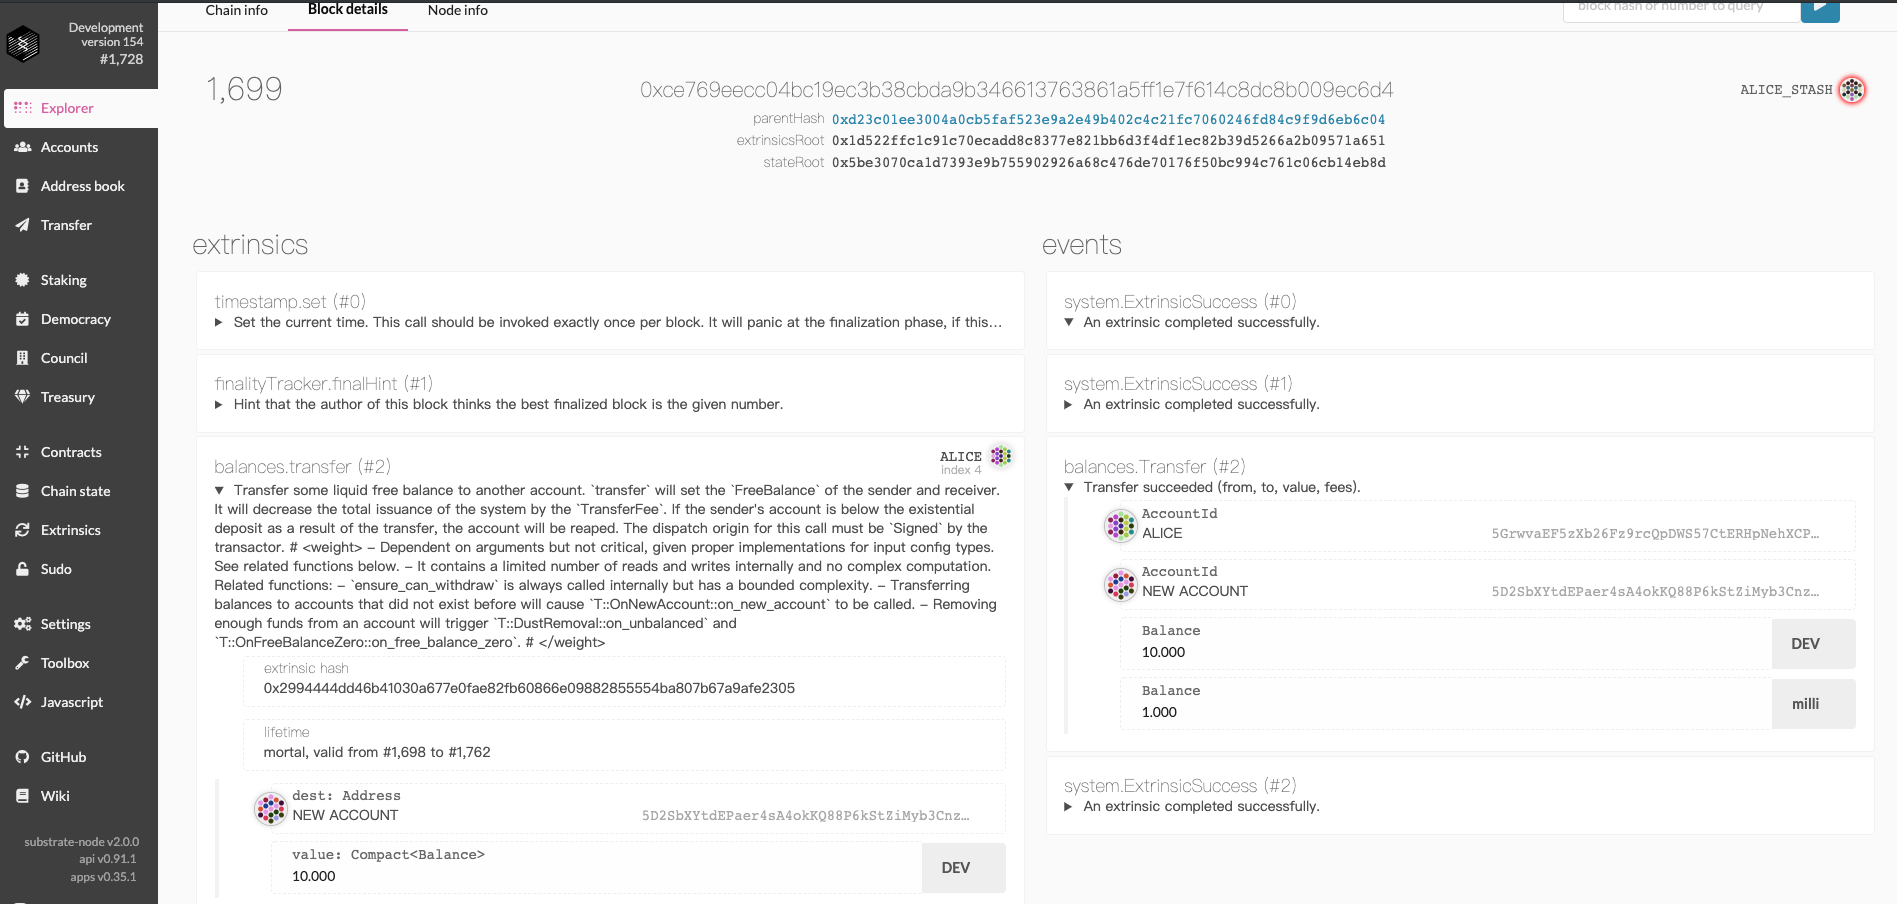 Development
version 154
#1,728
Explorer
Accounts
Address book
Transfer
Staking
Democracy
Council
Treasury
Contracts
Chain state
Extrinsics
Sudo
Settings
Toolbox
Javascript
GitHub
Wiki
substrate-node v2.0.0
api v0.91.1
apps v0.35.1
Chain info
Block details
Node info
block hash or number to query
1,699
0xce769eecc04bc19ec3b38cbda9b346613763861a5ff1e7f614c8dc8b009ec6d4
ALICE_STASH
parentHash 0xd23c01ee3004a0cb5faf523e9a2e49b402c4c21fc7060246fd84c9f9d6eb6c04
extrinsicsRoot 0x1d522ffc1c91c70ecadd8c8377e821bb6d3f4df1ec82b39d5266a2b09571a651
stateRoot 0x5be3070ca1d7393e9b755902926a68c476de70176f50bc994c761c06cb14eb8d
extrinsics
timestamp.set (#0)
Set the current time. This call should be invoked exactly once per block. It will panic at the finalization phase, if this…
finalityTracker.finalHint (#1)
Hint that the author of this block thinks the best finalized block is the given number.
balances.transfer (#2)
ALICE
index 4
Transfer some liquid free balance to another account. `transfer` will set the `FreeBalance` of the sender and receiver.
It will decrease the total issuance of the system by the `TransferFee`. If the sender's account is below the existential
deposit as a result of the transfer, the account will be reaped. The dispatch origin for this call must be `Signed` by the
transactor. # <weight> – Dependent on arguments but not critical, given proper implementations for input config types.
See related functions below. – It contains a limited number of reads and writes internally and no complex computation.
Related functions: – `ensure_can_withdraw` is always called internally but has a bounded complexity. – Transferring
balances to accounts that did not exist before will cause `T::OnNewAccount::on_new_account` to be called. – Removing
enough funds from an account will trigger `T::DustRemoval::on_unbalanced` and
`T::OnFreeBalanceZero::on_free_balance_zero`. # </weight>
extrinsic hash
0x2994444dd46b41030a677e0fae82fb60866e09882855554ba807b67a9afe2305
lifetime
mortal, valid from #1,698 to #1,762
dest: Address
NEW ACCOUNT 5D2SbXYtdEPaer4sA4okKQ88P6kStZiMyb3Cnz…
value: Compact<Balance>
10.000
DEV
events
system.ExtrinsicSuccess (#0)
An extrinsic completed successfully.
system.ExtrinsicSuccess (#1)
An extrinsic completed successfully.
balances.Transfer (#2)
Transfer succeeded (from, to, value, fees).
AccountId
ALICE 5GrwvaEF5zXb26Fz9rcQpDWS57CtERHpNehXCP…
AccountId
NEW ACCOUNT 5D2SbXYtdEPaer4sA4okKQ88P6kStZiMyb3Cnz…
Balance
10.000
DEV
Balance
1.000
milli
system.ExtrinsicSuccess (#2)
An extrinsic completed successfully.